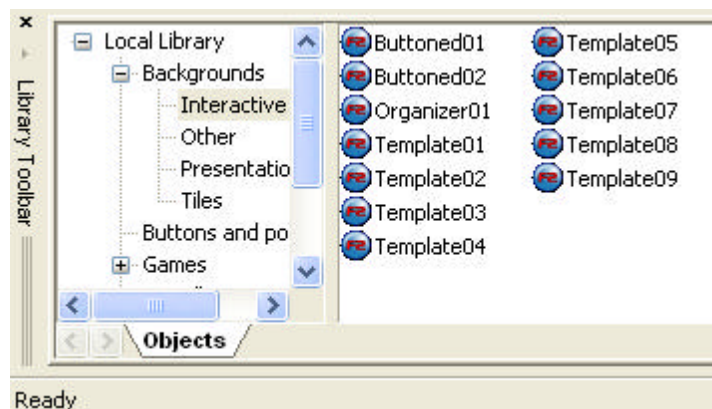 Library Toolbar
Local Library
Backgrounds
Interactive
Other
Presentatio
Tiles
Buttons and po
Games
Objects
Buttoned01
Buttoned02
Organizer01
Template01
Template02
Template03
Template04
Template05
Template06
Template07
Template08
Template09
Ready